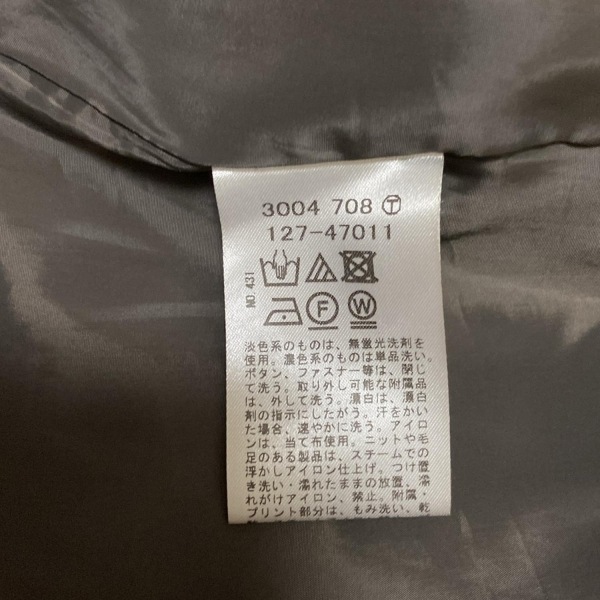 3004 708 Ⓣ
127-47011
NO.431
F W
淡色系のものは、無蛍光洗剤を
使用。濃色系のものは単品洗い。
ボタン、ファスナー等は、閉じ
て洗う。取り外し可能な附属品
は、外して洗う。漂白は、漂白
剤の指示にしたがう。汗をかい
た場合、速やかに洗う。アイロ
ンは、当て布使用。ニットや毛
足のある製品は、スチームでの
浮かしアイロン仕上げ。つけ置
き洗い・濡れたままの放置、濡
れがけアイロン、禁止。附属・
プリント部分は、もみ洗い、乾